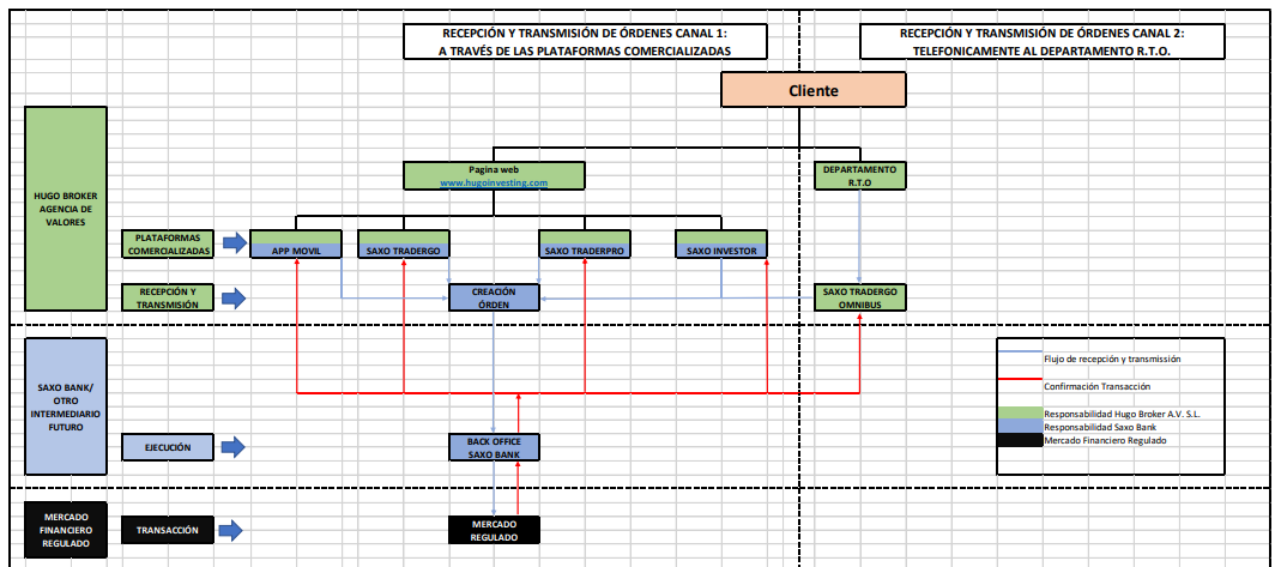 RECEPCIÓN Y TRANSMISIÓN DE ÓRDENES CANAL 1:
A TRAVÉS DE LAS PLATAFORMAS COMERCIALIZADAS
RECEPCIÓN Y TRANSMISIÓN DE ÓRDENES CANAL 2:
TELEFONICAMENTE AL DEPARTAMENTO R.T.O.
Cliente
HUGO BROKER
AGENCIA DE
VALORES
Pagina web
www.hugoinvesting.com
DEPARTAMENTO
R.T.O
PLATAFORMAS
COMERCIALIZADAS
APP MOVIL
SAXO TRADERGO
SAXO TRADERPRO
SAXO INVESTOR
RECEPCIÓN Y
TRANSMISIÓN
CREACIÓN
ÓRDEN
SAXO TRADERGO
OMNIBUS
SAXO BANK/
OTRO
INTERMEDIARIO
FUTURO
Flujo de recepción y transmissión
Confirmación Transacción
Responsabilidad Hugo Broker A.V. S.L.
Responsabilidad Saxo Bank
Mercado Financiero Regulado
EJECUCIÓN
BACK OFFICE
SAXO BANK
MERCADO
FINANCIERO
REGULADO
TRANSACCIÓN
MERCADO
REGULADO